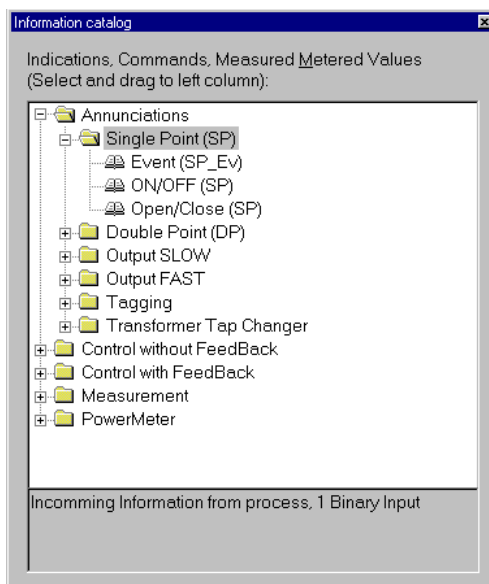 Information catalog
Indications, Commands, Measured Metered Values
(Select and drag to left column):
Annunciations
Single Point (SP)
Event (SP_Ev)
ON/OFF (SP)
Open/Close (SP)
Double Point (DP)
Output SLOW
Output FAST
Tagging
Transformer Tap Changer
Control without FeedBack
Control with FeedBack
Measurement
PowerMeter
Incomming Information from process, 1 Binary Input